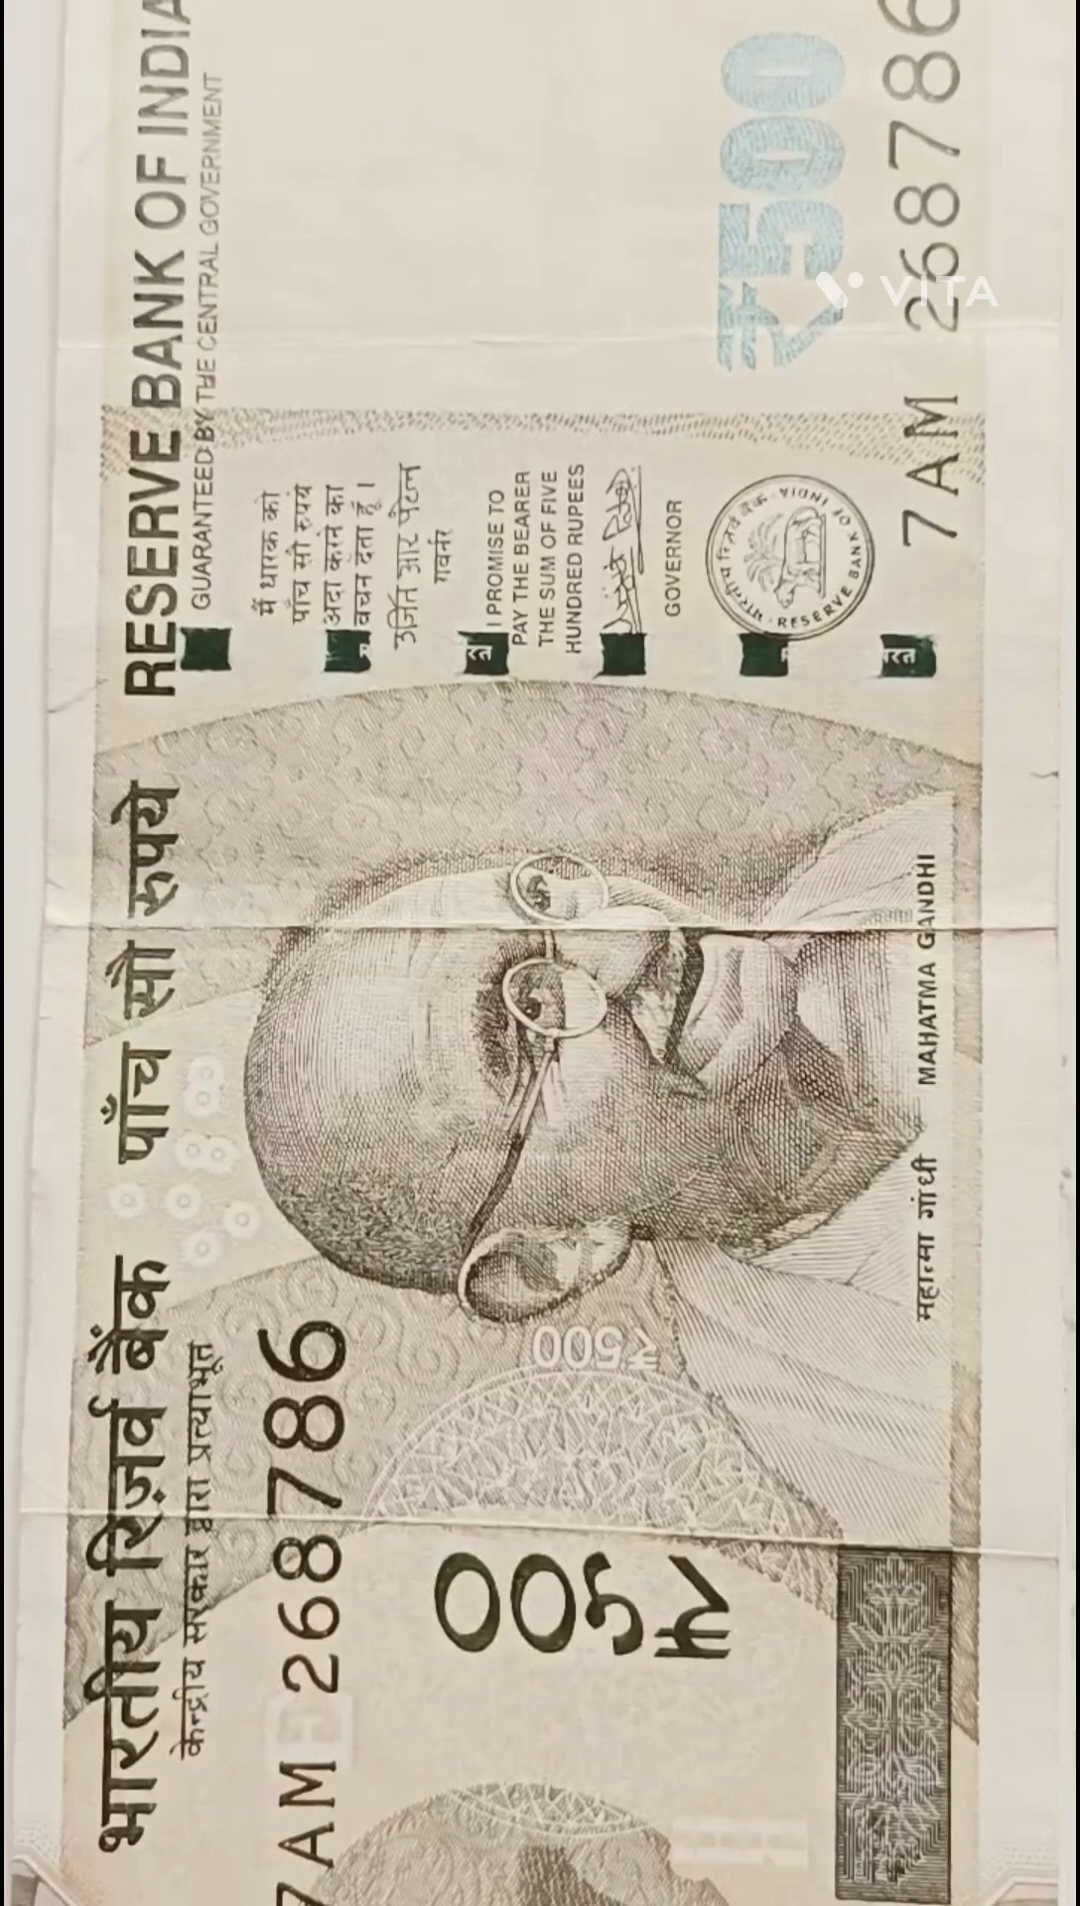 भारतीय रिज़र्व बैंक
केन्द्रीय सरकार द्वारा प्रत्याभूत
पाँच सौ रुपये
RESERVE BANK OF INDIA
GUARANTEED BY THE CENTRAL GOVERNMENT
7AM 268786
₹500
५००
महात्मा गांधी MAHATMA GANDHI
मैं धारक को
पाँच सौ रुपये
अदा करने का
वचन देता हूँ ।
उर्जित आर पटेल
गवर्नर
I PROMISE TO
PAY THE BEARER
THE SUM OF FIVE
HUNDRED RUPEES
GOVERNOR
भारतीय रिज़र्व बैंक
RESERVE BANK OF INDIA
₹500
7AM 268786
VITA